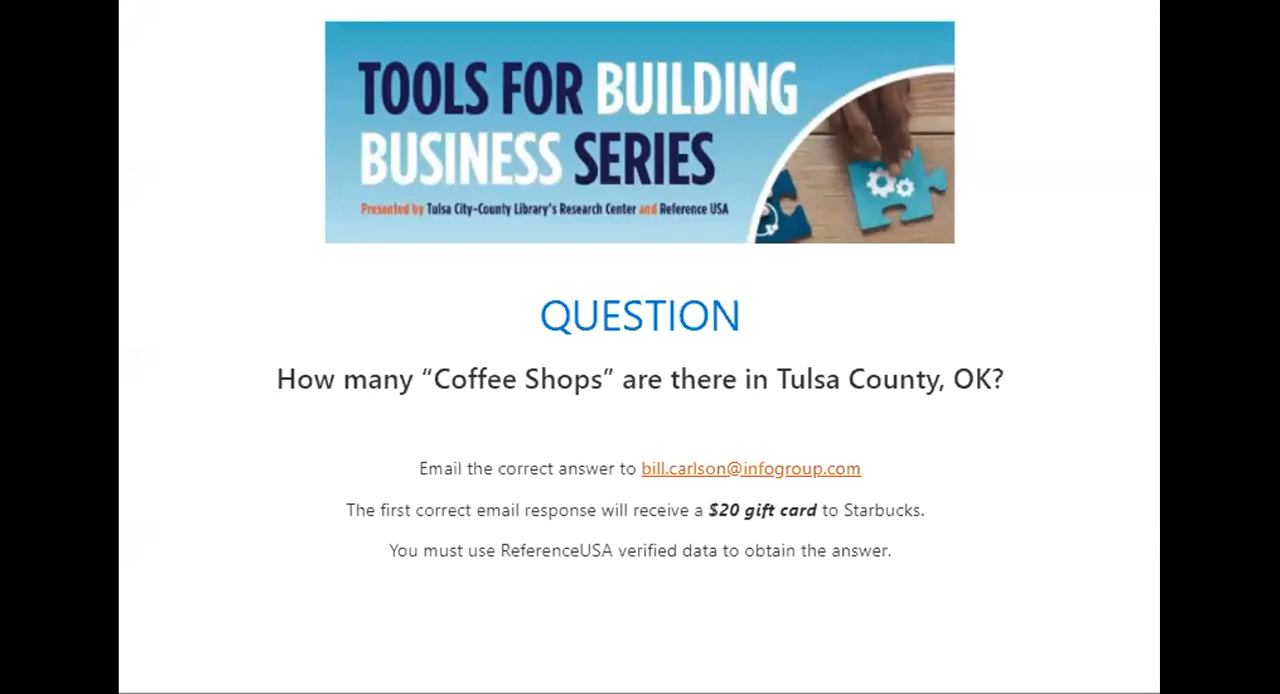 TOOLS FOR BUILDING
BUSINESS SERIES
Presented by Tulsa City-County Library's Research Center and Reference USA
QUESTION
How many “Coffee Shops” are there in Tulsa County, OK?
Email the correct answer to bill.carlson@infogroup.com
The first correct email response will receive a $20 gift card to Starbucks.
You must use ReferenceUSA verified data to obtain the answer.